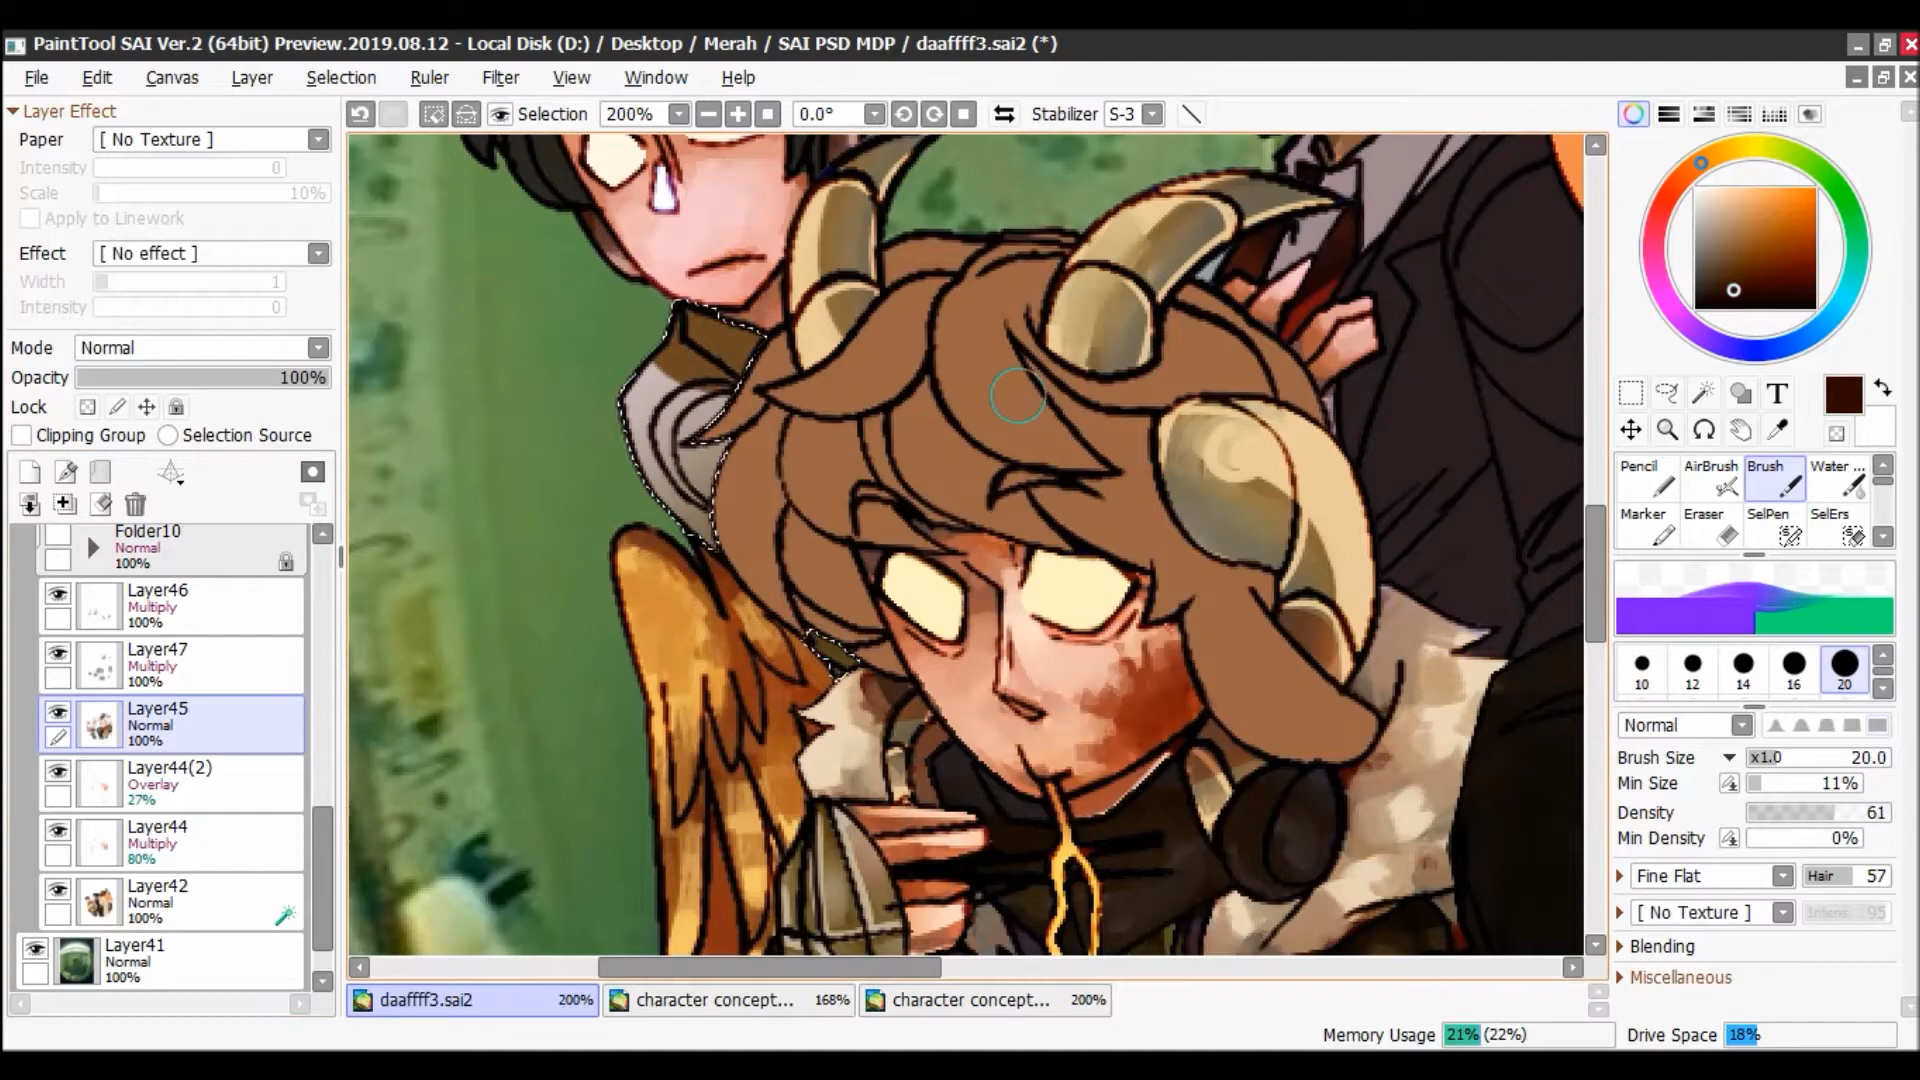 PaintTool SAI Ver.2 (64bit) Preview.2019.08.12 - Local Disk (D:) / Desktop / Merah / SAI PSD MDP / daaffff3.sai2 (*)
File Edit Canvas Layer Selection Ruler Filter View Window Help
Layer Effect
Paper [ No Texture ]
Intensity 0
Scale 10%
Apply to Linework
Effect [ No effect ]
Width 1
Intensity 0
Mode Normal
Opacity 100%
Lock
Clipping Group Selection Source
Folder10
Normal
100%
Layer46
Multiply
100%
Layer47
Multiply
100%
Layer45
Normal
100%
Layer44(2)
Overlay
27%
Layer44
Multiply
80%
Layer42
Normal
100%
Layer41
Normal
100%
Selection 200% 0.0° Stabilizer S-3
daaffff3.sai2 200% character concept... 168% character concept... 200%
T
Pencil AirBrush Brush Water ...
Marker Eraser SelPen SelErs
10 12 14 16 20
Normal
Brush Size x1.0 20.0
Min Size 11%
Density 61
Min Density 0%
Fine Flat Hair 57
[ No Texture ] Intens 95
Blending
Miscellaneous
Memory Usage 21% (22%) Drive Space 18%